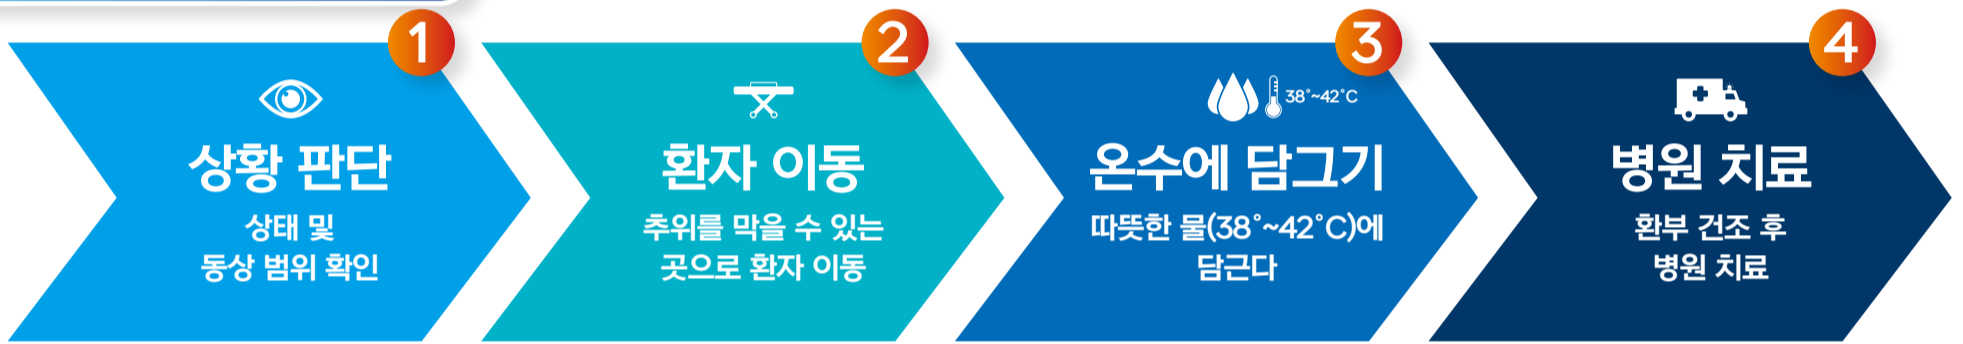 1
상황 판단
상태 및
동상 범위 확인
2
환자 이동
추위를 막을 수 있는
곳으로 환자 이동
3
38°~42°C
온수에 담그기
따뜻한 물(38°~42°C)에
담근다
4
병원 치료
환부 건조 후
병원 치료